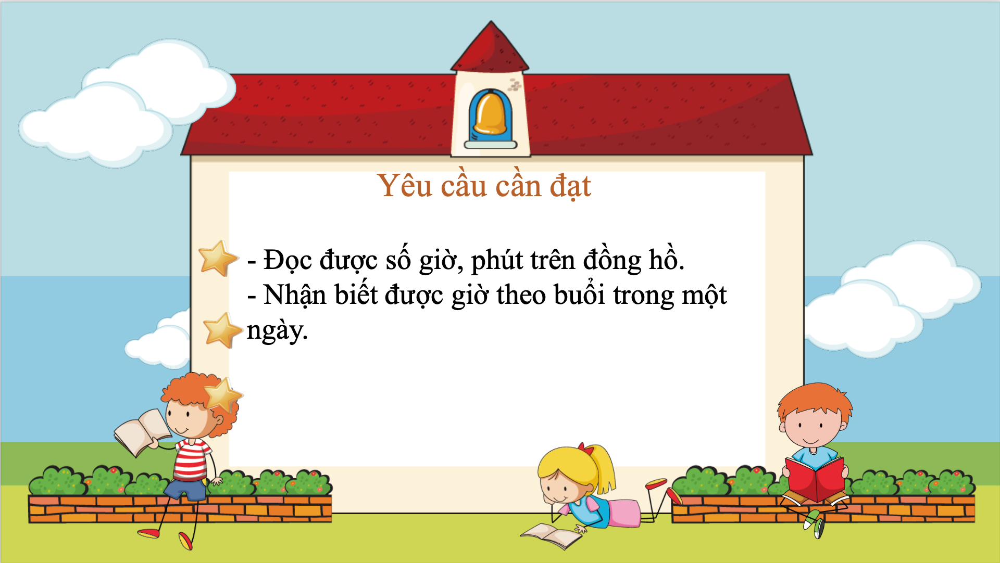 Yêu cầu cần đạt
- Đọc được số giờ, phút trên đồng hồ.
- Nhận biết được giờ theo buổi trong một
ngày.